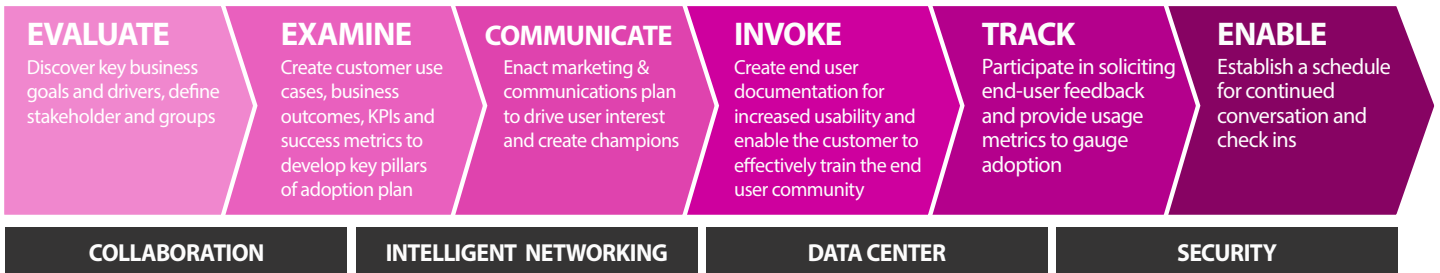 EVALUATE
Discover key business
goals and drivers, define
stakeholder and groups
EXAMINE
Create customer use
cases, business
outcomes, KPIs and
success metrics to
develop key pillars
of adoption plan
COMMUNICATE
Enact marketing &
communications plan
to drive user interest
and create champions
INVOKE
Create end user
documentation for
increased usability and
enable the customer to
effectively train the end
user community
TRACK
Participate in soliciting
end-user feedback
and provide usage
metrics to gauge
adoption
ENABLE
Establish a schedule
for continued
conversation and
check ins
COLLABORATION
INTELLIGENT NETWORKING
DATA CENTER
SECURITY